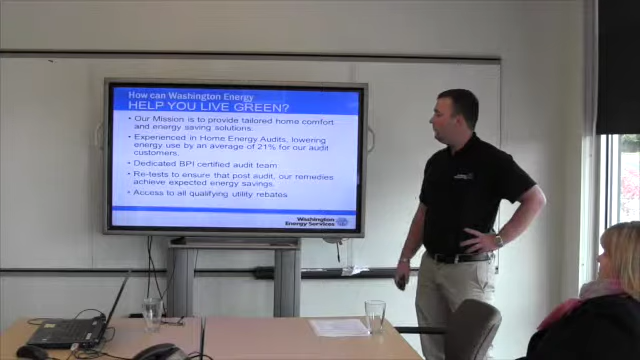 How can Washington Energy
HELP YOU LIVE GREEN?
• Our Mission is to provide tailored home comfort
and energy saving solutions.
• Experienced in Home Energy Audits, lowering
energy use by an average of 21% for our audit
customers.
• Dedicated BPI certified audit team
• Re-tests to ensure that post audit, our remedies
achieve expected energy savings.
• Access to all qualifying utility rebates
Washington
Energy Services